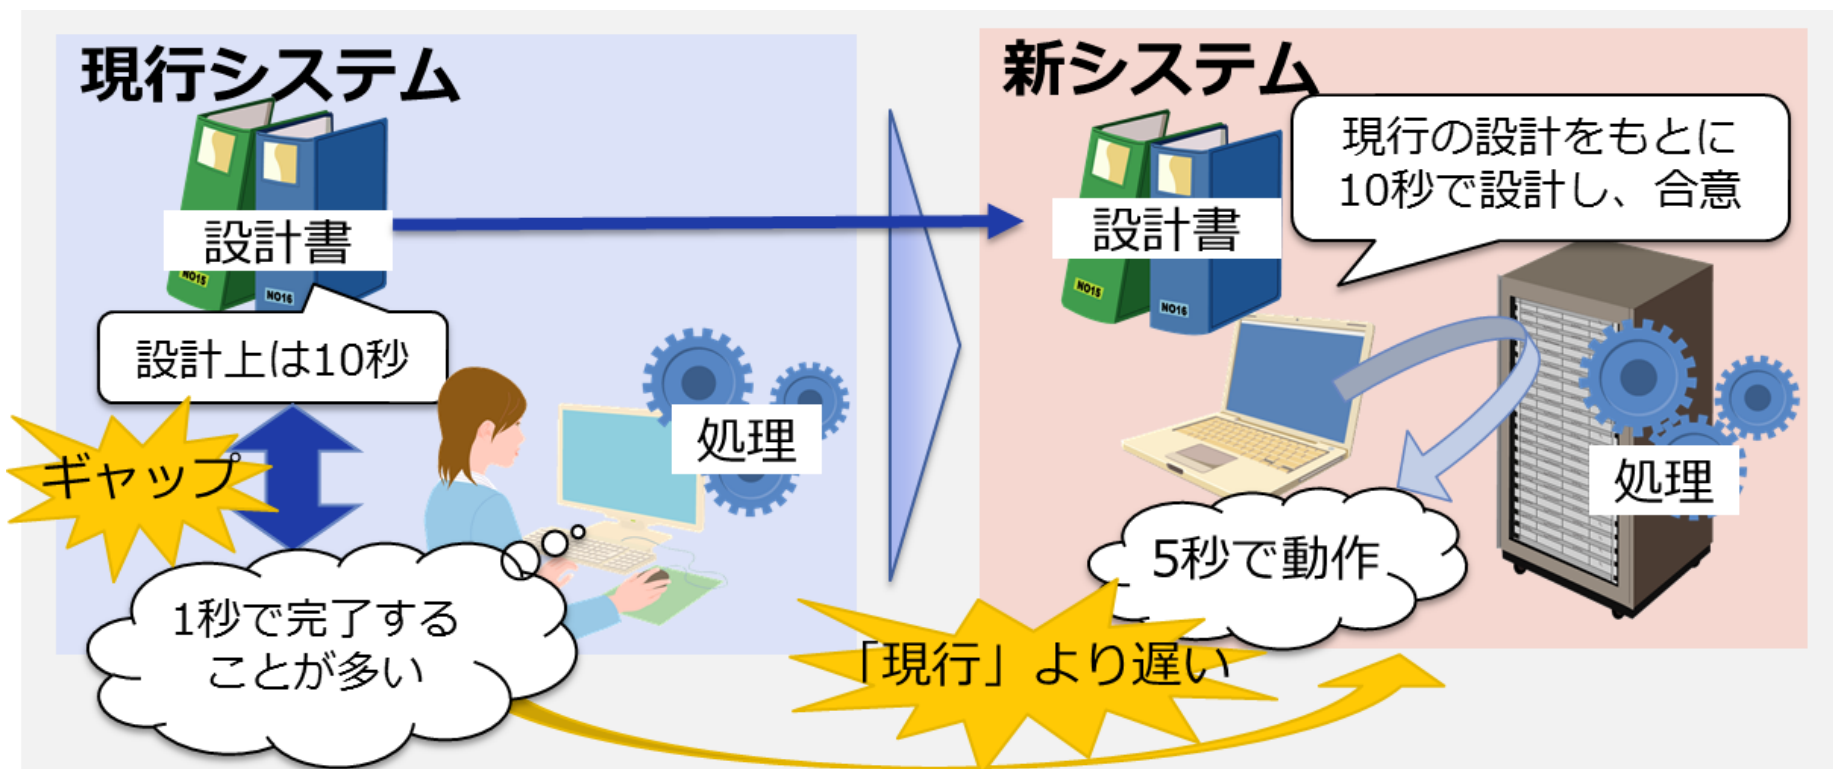 現行システム
設計書
NO15
NO16
設計上は10秒
ギャップ
処理
1秒で完了する
ことが多い
新システム
現行の設計をもとに
10秒で設計し、合意
設計書
NO15
NO16
処理
5秒で動作
「現行」より遅い